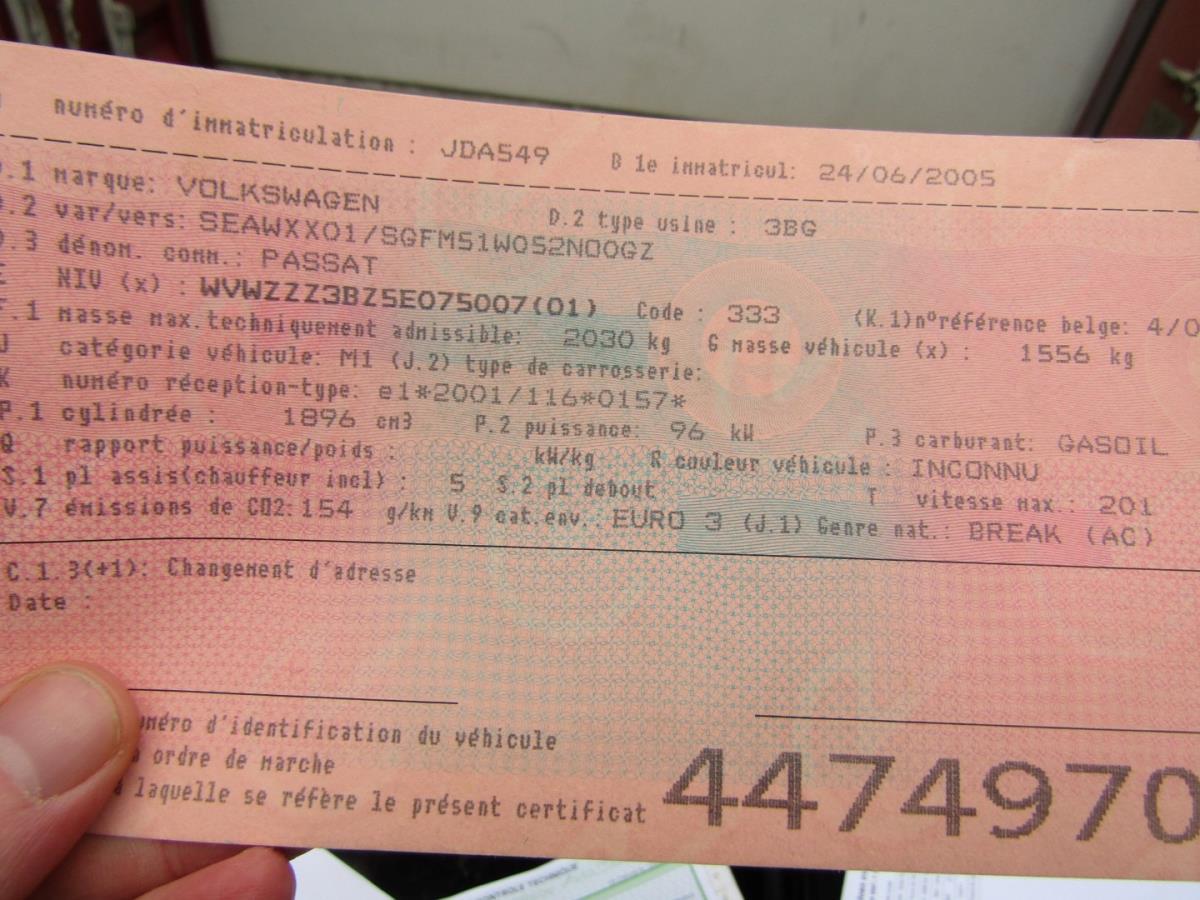 numéro d'immatriculation : JDA549 B 1e immatricul: 24/06/2005
.1 marque: VOLKSWAGEN D.2 type usine : 3BG
.2 var/vers: SEAWXX01/SGFM51W052N00GZ
.3 dénom. comm.: PASSAT
NIV (x) : WVWZZZ3BZ5E075007(01) Code : 333 (K.1)n°référence belge: 4/0
.1 masse max.techniquement admissible: 2030 kg G masse véhicule (x) : 1556 kg
J catégorie véhicule: M1 (J.2) type de carrosserie:
K numéro réception-type: e1*2001/116*0157*
P.1 cylindrée : 1896 cm3 P.2 puissance: 96 kW P.3 carburant: GASOIL
Q rapport puissance/poids : kW/kg R couleur véhicule : INCONNU
S.1 pl assis(chauffeur incl) : 5 S.2 pl debout T vitesse max.: 201
V.7 émissions de CO2: 154 g/km V.9 cat.env.: EURO 3 (J.1) Genre nat.: BREAK (AC)
C.1.3(+1): Changement d'adresse
Date :
uméro d'identification du véhicule
ordre de marche
laquelle se réfère le présent certificat 4474970